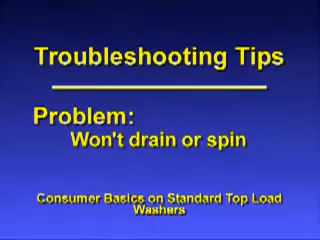 Troubleshooting Tips
Problem:
Won't drain or spin
Consumer Basics on Standard Top Load
Washers